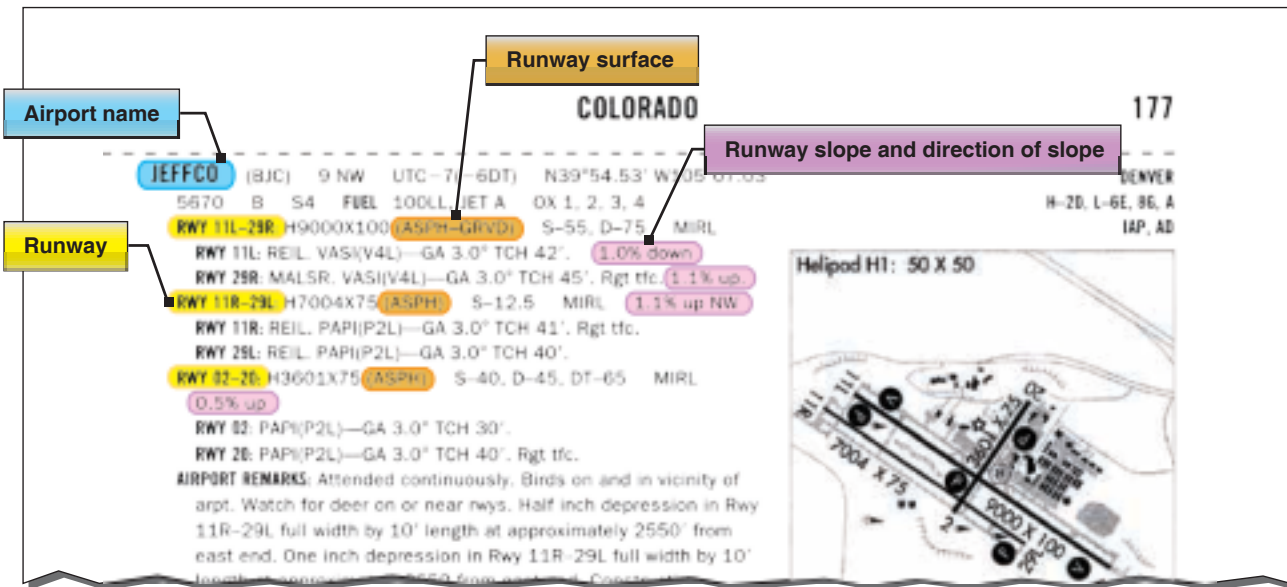 Runway surface
COLORADO 177
Airport name
Runway slope and direction of slope
JEFFCO (BJC) 9 NW UTC-7(-6DT) N39°54.53' W105°07.03'
DENVER
5670 B S4 FUEL 100LL, JET A OX 1, 2, 3, 4
H-2D, L-6E, 8G, A
Runway
RWY 11L-29R H9000X100 (ASPH-GRVD) S-55, D-75 MIRL
IAP, AD
RWY 11L: REIL. VASI(V4L)—GA 3.0° TCH 42'. 1.0% down
RWY 29R: MALSR. VASI(V4L)—GA 3.0° TCH 45'. Rgt tfc. 1.1% up.
RWY 11R-29L H7004X75 (ASPH) S-12.5 MIRL 1.1% up NW
RWY 11R: REIL. PAPI(P2L)—GA 3.0° TCH 41'. Rgt tfc.
RWY 29L: REIL. PAPI(P2L)—GA 3.0° TCH 40'.
RWY 02-20: H3601X75 (ASPH) S-40, D-45, DT-65 MIRL
0.5% up
RWY 02: PAPI(P2L)—GA 3.0° TCH 30'.
RWY 20: PAPI(P2L)—GA 3.0° TCH 40'. Rgt tfc.
AIRPORT REMARKS: Attended continuously. Birds on and in vicinity of
arpt. Watch for deer on or near rwys. Half inch depression in Rwy
11R-29L full width by 10' length at approximately 2550' from
east end. One inch depression in Rwy 11R-29L full width by 10'
Helipad H1: 50 X 50
11L
11R
02
3601 X 75
7004 X 75
9000 X 100
2